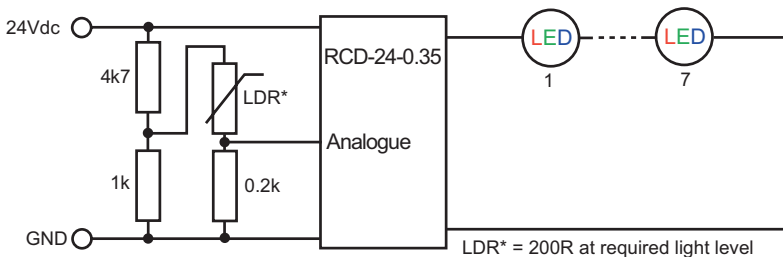 24Vdc
4k7
LDR*
RCD-24-0.35
LED
LED
1
7
Analogue
1k
0.2k
GND
LDR* = 200R at required light level